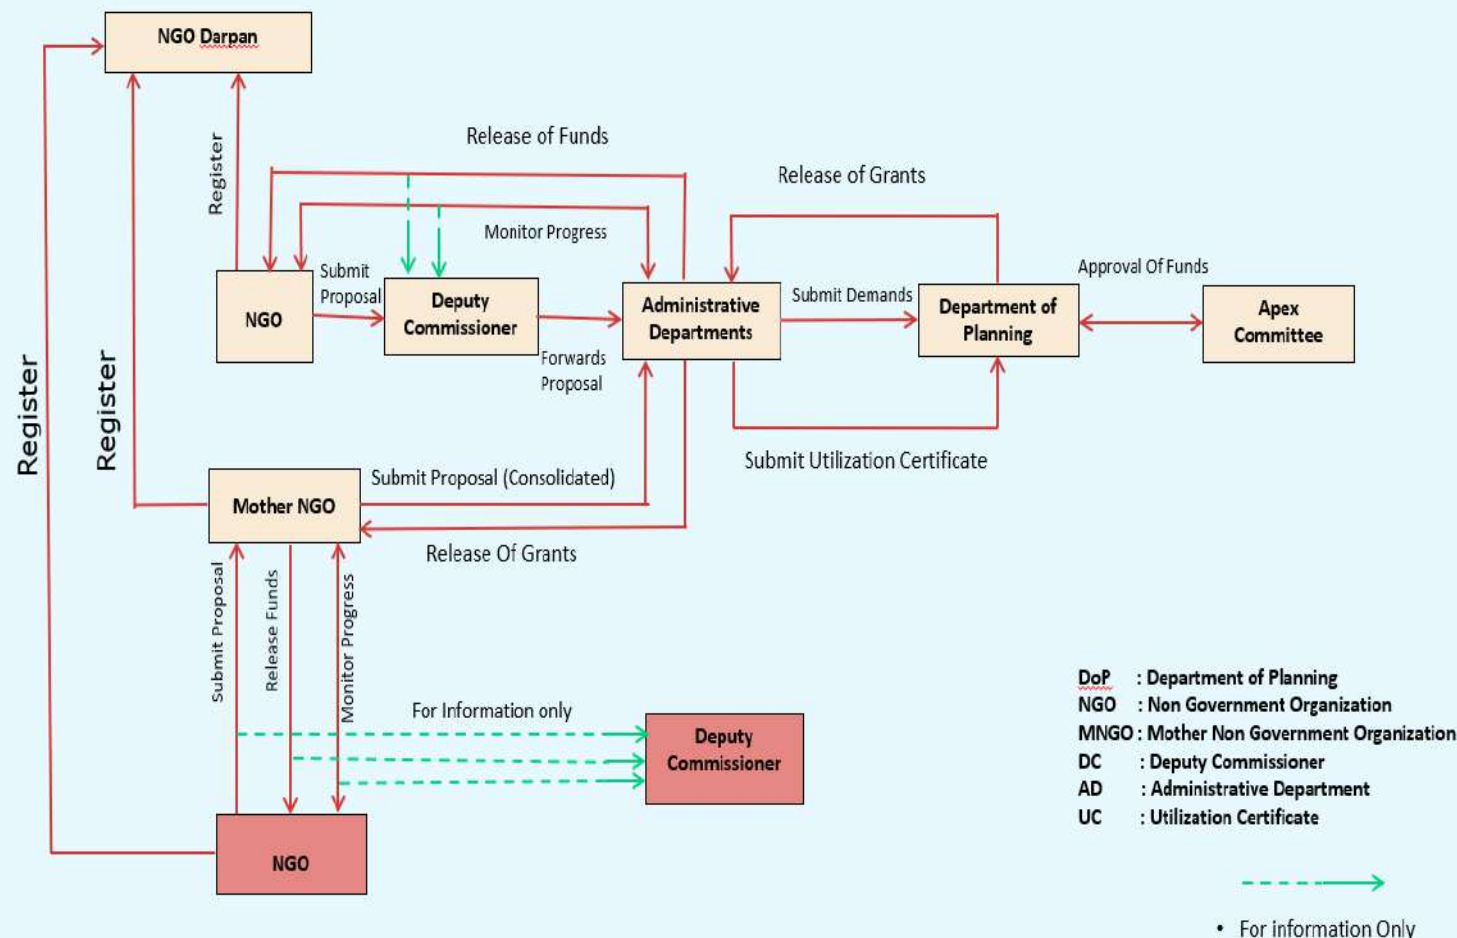 NGO Darpan
Release of Funds
Register
Release of Grants
Monitor Progress
Submit
Proposal
Approval Of Funds
NGO
Deputy
Commissioner
Administrative
Departments
Submit Demands
Department of
Planning
Apex
Committee
Forwards
Proposal
Register
Register
Submit Utilization Certificate
Submit Proposal (Consolidated)
Mother NGO
Release Of Grants
Submit Proposal
Release Funds
Monitor Progress
For Information only
Deputy
Commissioner
NGO
DoP : Department of Planning
NGO : Non Government Organization
MNGO : Mother Non Government Organization
DC : Deputy Commissioner
AD : Administrative Department
UC : Utilization Certificate
• For information Only